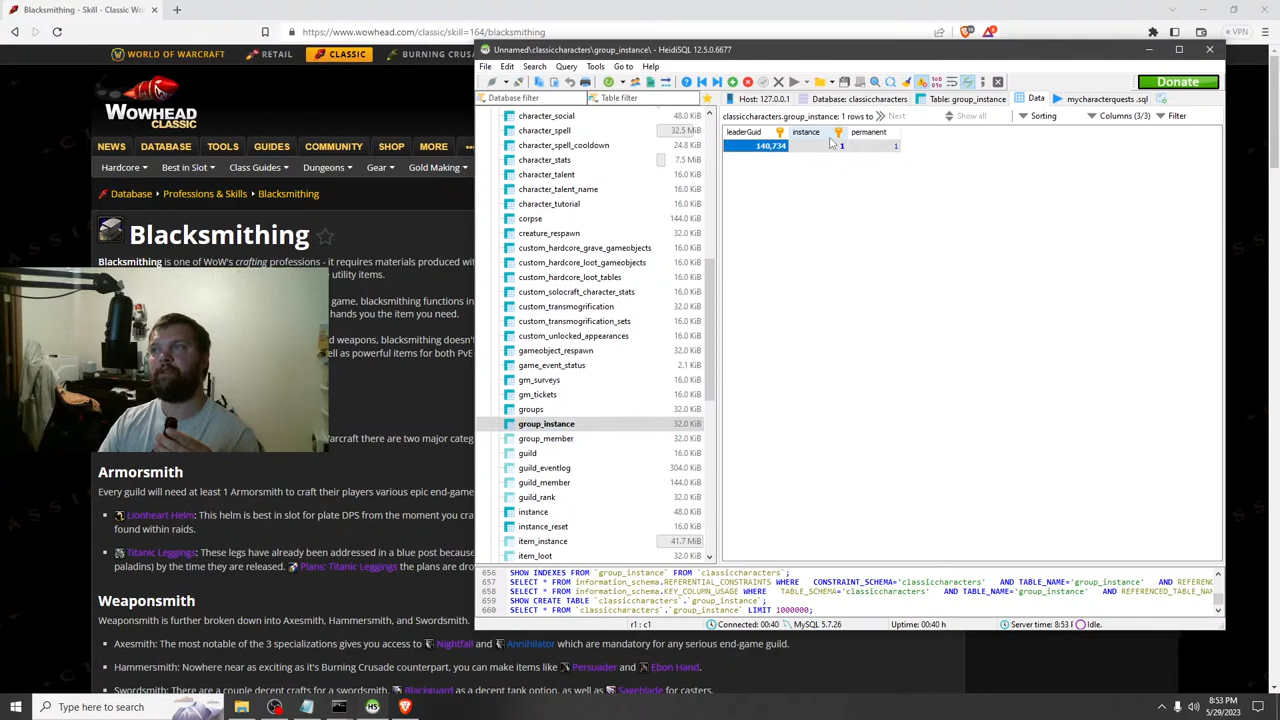 Blacksmithing - Skill - Classic W
https://www.wowhead.com/classic/skill=164/blacksmithing
VPN
WORLD OF WARCRAFT
RETAIL
CLASSIC
BURNING CRUS
WOWHEAD
CLASSIC
NEWS
DATABASE
TOOLS
GUIDES
COMMUNITY
SHOP
MORE
Hardcore
Best in Slot
Class Guides
Dungeons
Gear
Gold Making
Database
Professions & Skills
Blacksmithing
Blacksmithing
Blacksmithing is one of WoW's crafting professions - it requires materials produced w
utility items.
game, blacksmithing functions in
hands you the item you need.
ed weapons, blacksmithing doesn'
ell as powerful items for both PvE
Warcraft there are two major categ
Armorsmith
Every guild will need at least 1 Armorsmith to craft their players various epic end-game
Lionheart Helm: This helm is best in slot for plate DPS from the moment you cra
found within raids.
Titanic Leggings: These legs have already been addressed in a blue post because
paladins) by the time they are released. Plans: Titanic Leggings the plans are dro
Weaponsmith
Weaponsmith is further broken down into Axesmith, Hammersmith, and Swordsmith.
Axesmith: The most notable of the 3 specializations gives you access to Nightfall and Annihilator which are mandatory for any serious end-game guild.
Hammersmith: Nowhere near as exciting as it's Burning Crusade counterpart, you can make items like Persuader and Ebon Hand.
Swordsmith: There are a couple decent crafts for a swordsmith, Blackguard as a decent tank option, as well as Sageblade for casters.
Unnamed\classiccharacters\group_instance\ - HeidiSQL 12.5.0.6677
File
Edit
Search
Query
Tools
Go to
Help
Donate
Database filter
Table filter
Host: 127.0.0.1
Database: classiccharacters
Table: group_instance
Data
mycharacterquests.sql
classiccharacters.group_instance: 1 rows to
Next
Show all
Sorting
Columns (3/3)
Filter
leaderGuid
instance
permanent
140,734
1
1
character_social 48.0 KiB
character_spell 32.5 MiB
character_spell_cooldown 24.8 KiB
character_stats 7.5 MiB
character_talent 16.0 KiB
character_talent_name 16.0 KiB
character_tutorial 16.0 KiB
corpse 144.0 KiB
creature_respawn 32.0 KiB
custom_hardcore_grave_gameobjects 16.0 KiB
custom_hardcore_loot_gameobjects 16.0 KiB
custom_hardcore_loot_tables 16.0 KiB
custom_solocraft_character_stats 16.0 KiB
custom_transmogrification 32.0 KiB
custom_transmogrification_sets 16.0 KiB
custom_unlocked_appearances 16.0 KiB
gameobject_respawn 32.0 KiB
game_event_status 2.1 KiB
gm_surveys 16.0 KiB
gm_tickets 16.0 KiB
groups 32.0 KiB
group_instance 32.0 KiB
group_member 32.0 KiB
guild 16.0 KiB
guild_eventlog 304.0 KiB
guild_member 144.0 KiB
guild_rank 32.0 KiB
instance 48.0 KiB
instance_reset 16.0 KiB
item_instance 41.7 MiB
item_loot 32.0 KiB
656 SHOW INDEXES FROM `group_instance` FROM `classiccharacters`;
657 SELECT * FROM information_schema.REFERENTIAL_CONSTRAINTS WHERE CONSTRAINT_SCHEMA='classiccharacters' AND TABLE_NAME='group_instance' AND REFERENC
658 SELECT * FROM information_schema.KEY_COLUMN_USAGE WHERE TABLE_SCHEMA='classiccharacters' AND TABLE_NAME='group_instance' AND REFERENCED_TABLE_NAM
659 SHOW CREATE TABLE `classiccharacters`.`group_instance`;
660 SELECT * FROM `classiccharacters`.`group_instance` LIMIT 1000000;
r1 : c1
Connected: 00:40
MySQL 5.7.26
Uptime: 00:40 h
Server time: 8:53
Idle.
Type here to search
8:53 PM
5/29/2023